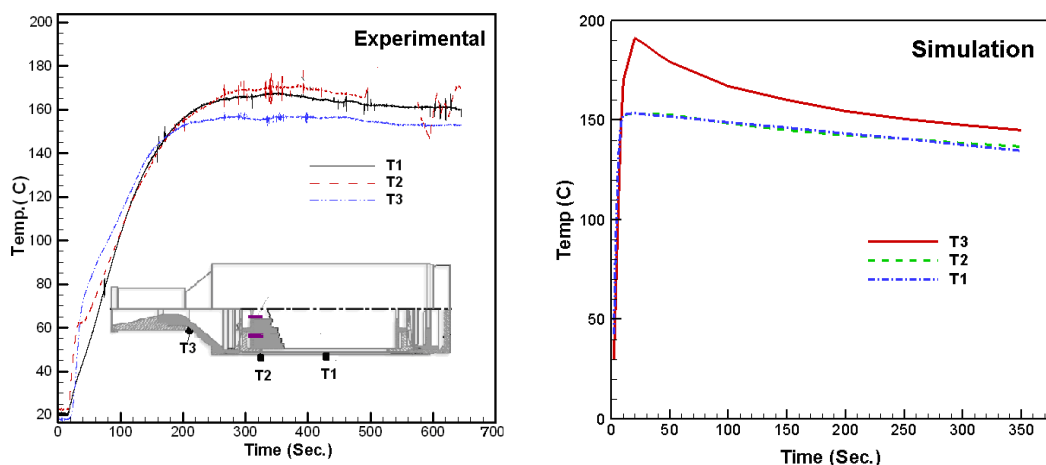 Experimental
Temp.( C)
200
180
160
140
120
100
80
60
40
20
T1
T2
T3
T3
T2
T1
0
100
200
300
400
500
600
700
Time (Sec.)
Simulation
Temp (C)
200
150
100
50
0
T3
T2
T1
0
50
100
150
200
250
300
350
Time (Sec.)